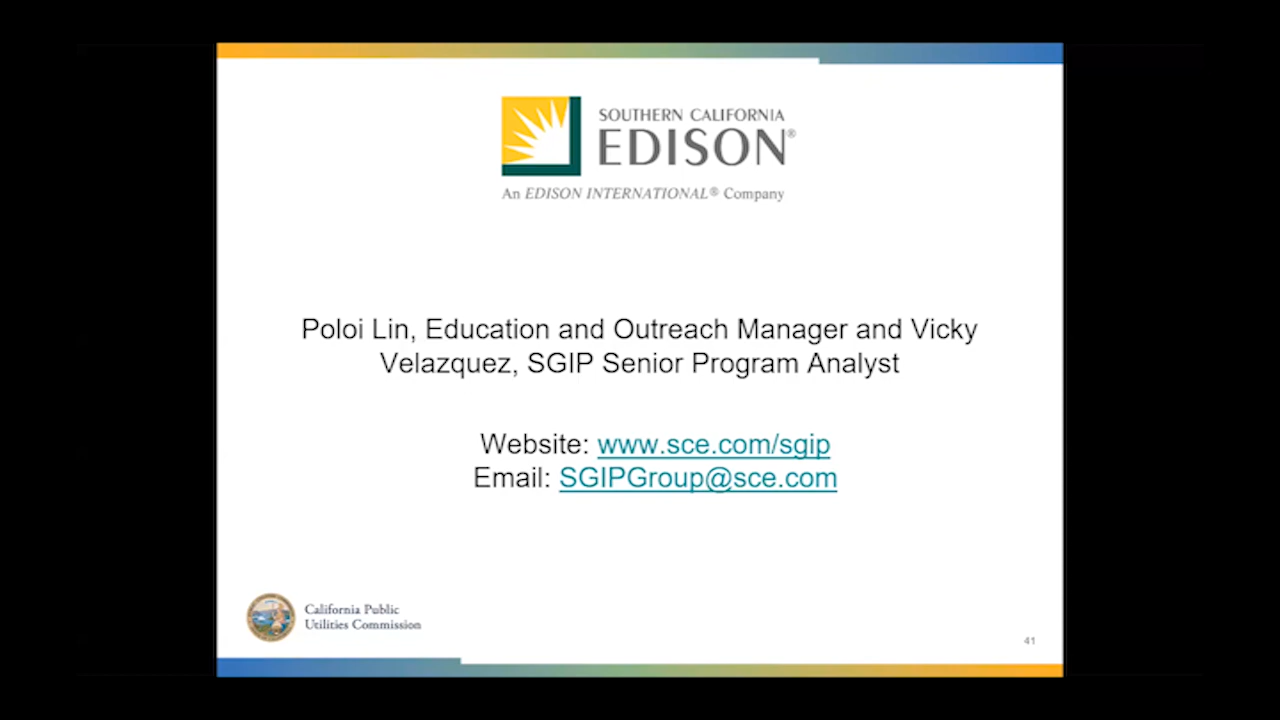 SOUTHERN CALIFORNIA
EDISON®
An EDISON INTERNATIONAL® Company
Poloi Lin, Education and Outreach Manager and Vicky
Velazquez, SGIP Senior Program Analyst
Website: www.sce.com/sgip
Email: SGIPGroup@sce.com
California Public
Utilities Commission
41